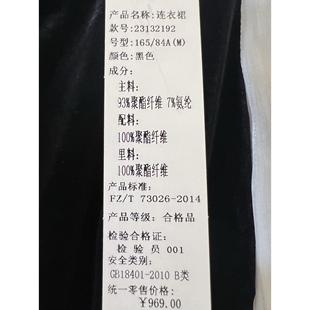 产品名称:连衣裙
款号:23132192
号型:165/84A(M)
颜色:黑色
成分:
主料:
93%聚酯纤维 7%氨纶
配料:
100%聚酯纤维
里料:
100%聚酯纤维
产品标准:
FZ/T 73026-2014
产品等级: 合格品
检验合格证:
检 验 员 001
安全类别:
GB18401-2010 B类
统一零售价格:
¥969.00